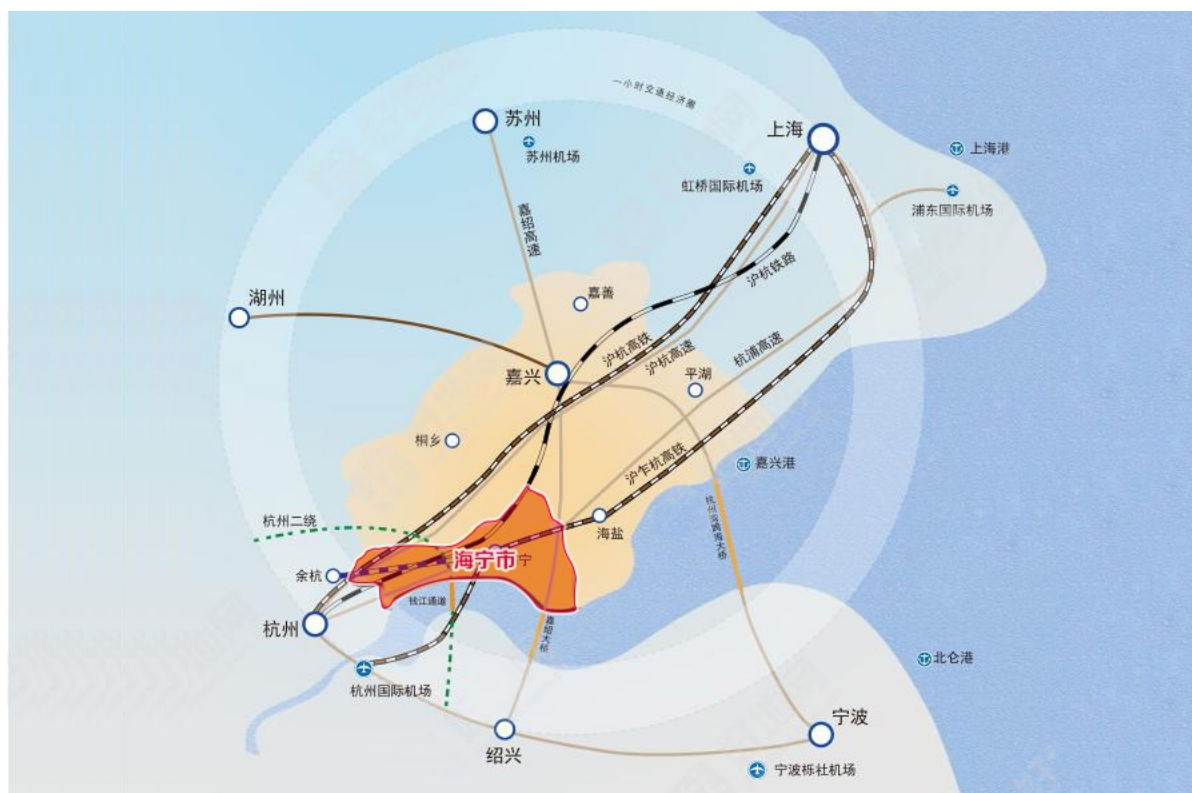 一小时交通经济圈
苏州
苏州机场
上海
上海港
虹桥国际机场
浦东国际机场
嘉绍高速
沪杭铁路
湖州
嘉善
沪杭高铁
沪杭高速
杭浦高速
嘉兴
平湖
桐乡
沪乍杭高铁
嘉兴港
杭州湾跨海大桥
杭州二绕
海盐
海宁市
宁
余杭
钱江通道
杭州
嘉绍大桥
杭州国际机场
北仑港
绍兴
宁波
宁波栎社机场